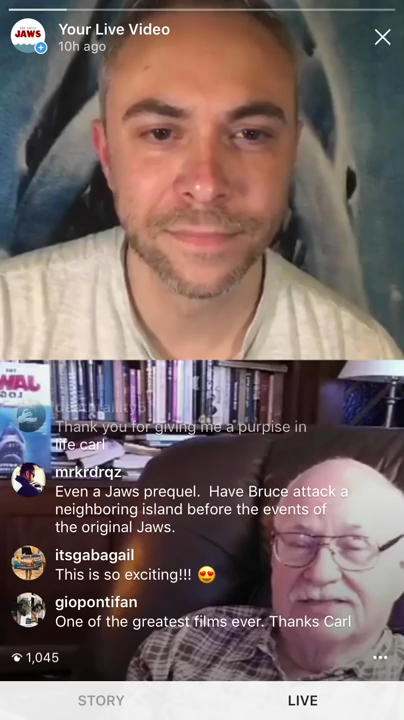 JAWS
Your Live Video
10h ago
Thank you for giving me a purpise in
life carl
mrkrdrqz
Even a Jaws prequel. Have Bruce attack a
neighboring island before the events of
the original Jaws.
itsgabagail
This is so exciting!!! 😍
giopontifan
One of the greatest films ever. Thanks Carl
1,045
STORY
LIVE